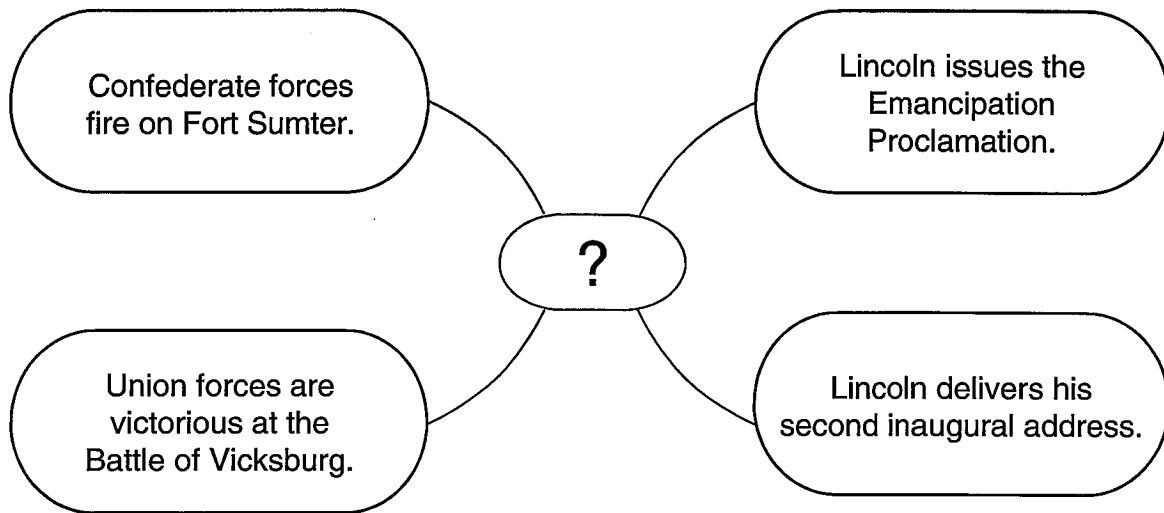 Confederate forces
fire on Fort Sumter.
Lincoln issues the
Emancipation
Proclamation.
?
Union forces are
victorious at the
Battle of Vicksburg.
Lincoln delivers his
second inaugural address.